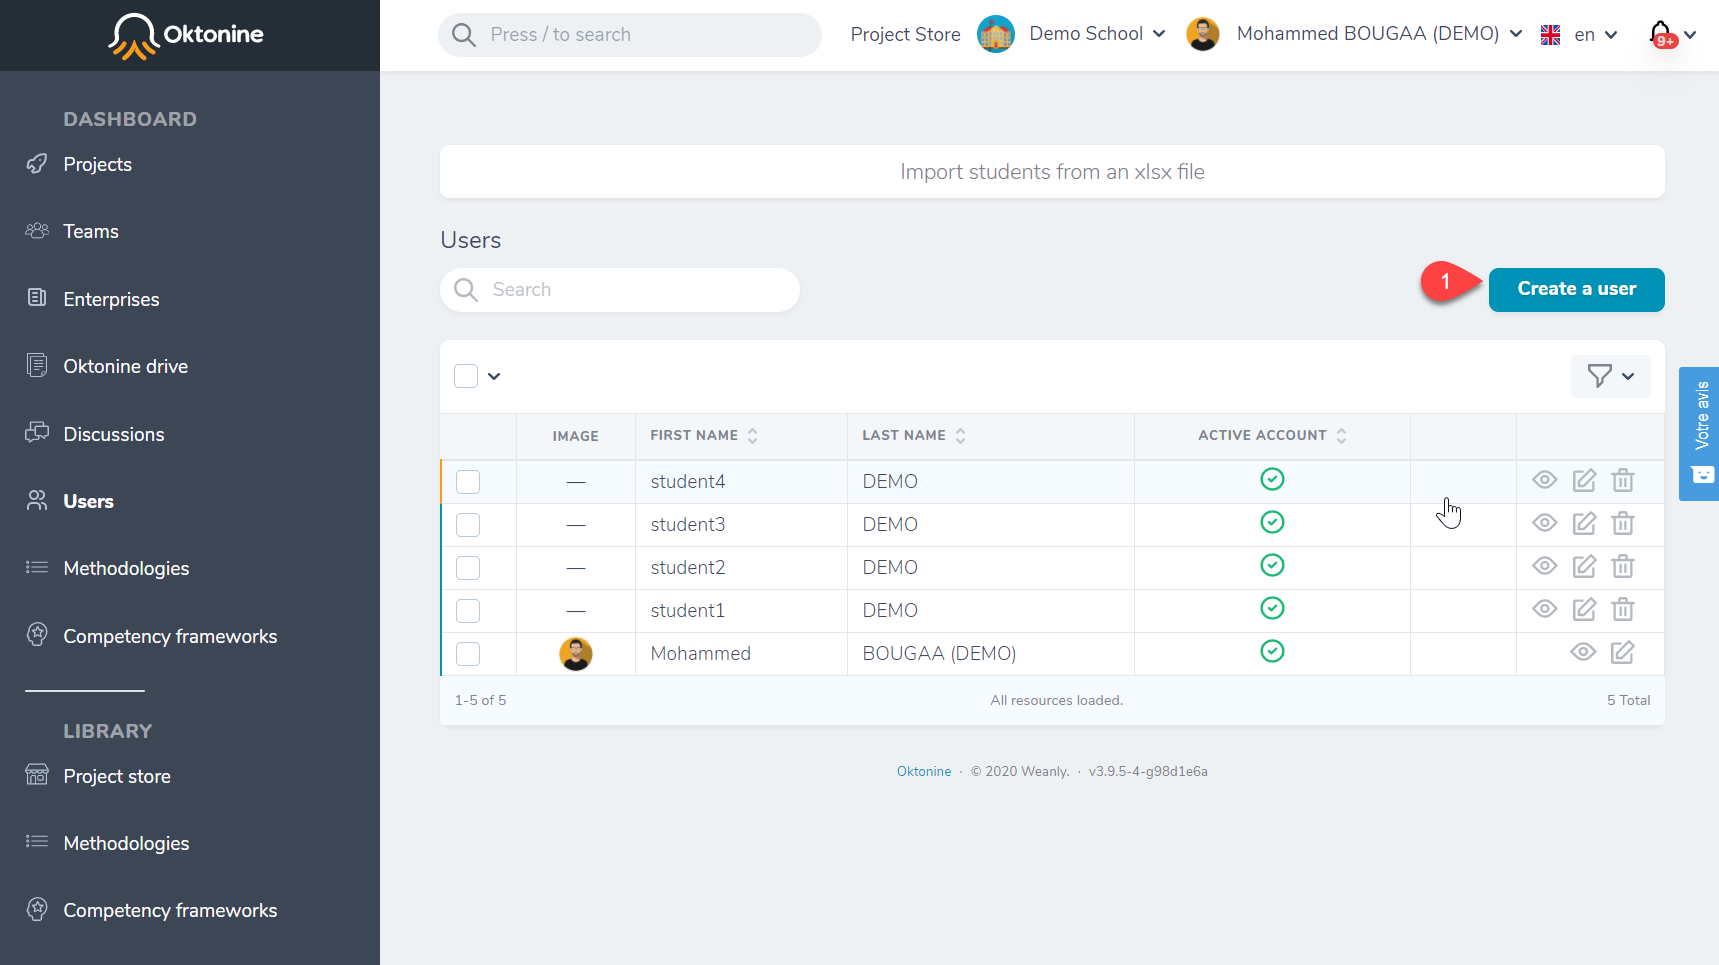 Oktonine
Press / to search
Project Store
Demo School
Mohammed BOUGAA (DEMO)
en
9+
DASHBOARD
Projects
Teams
Enterprises
Oktonine drive
Discussions
Users
Methodologies
Competency frameworks
LIBRARY
Project store
Methodologies
Competency frameworks
Import students from an xlsx file
Users
Search
1
Create a user
IMAGE FIRST NAME LAST NAME ACTIVE ACCOUNT
— student4 DEMO
— student3 DEMO
— student2 DEMO
— student1 DEMO
Mohammed BOUGAA (DEMO)
1-5 of 5 All resources loaded. 5 Total
Oktonine · © 2020 Weanly. · v3.9.5-4-g98d1e6a
Votre avis